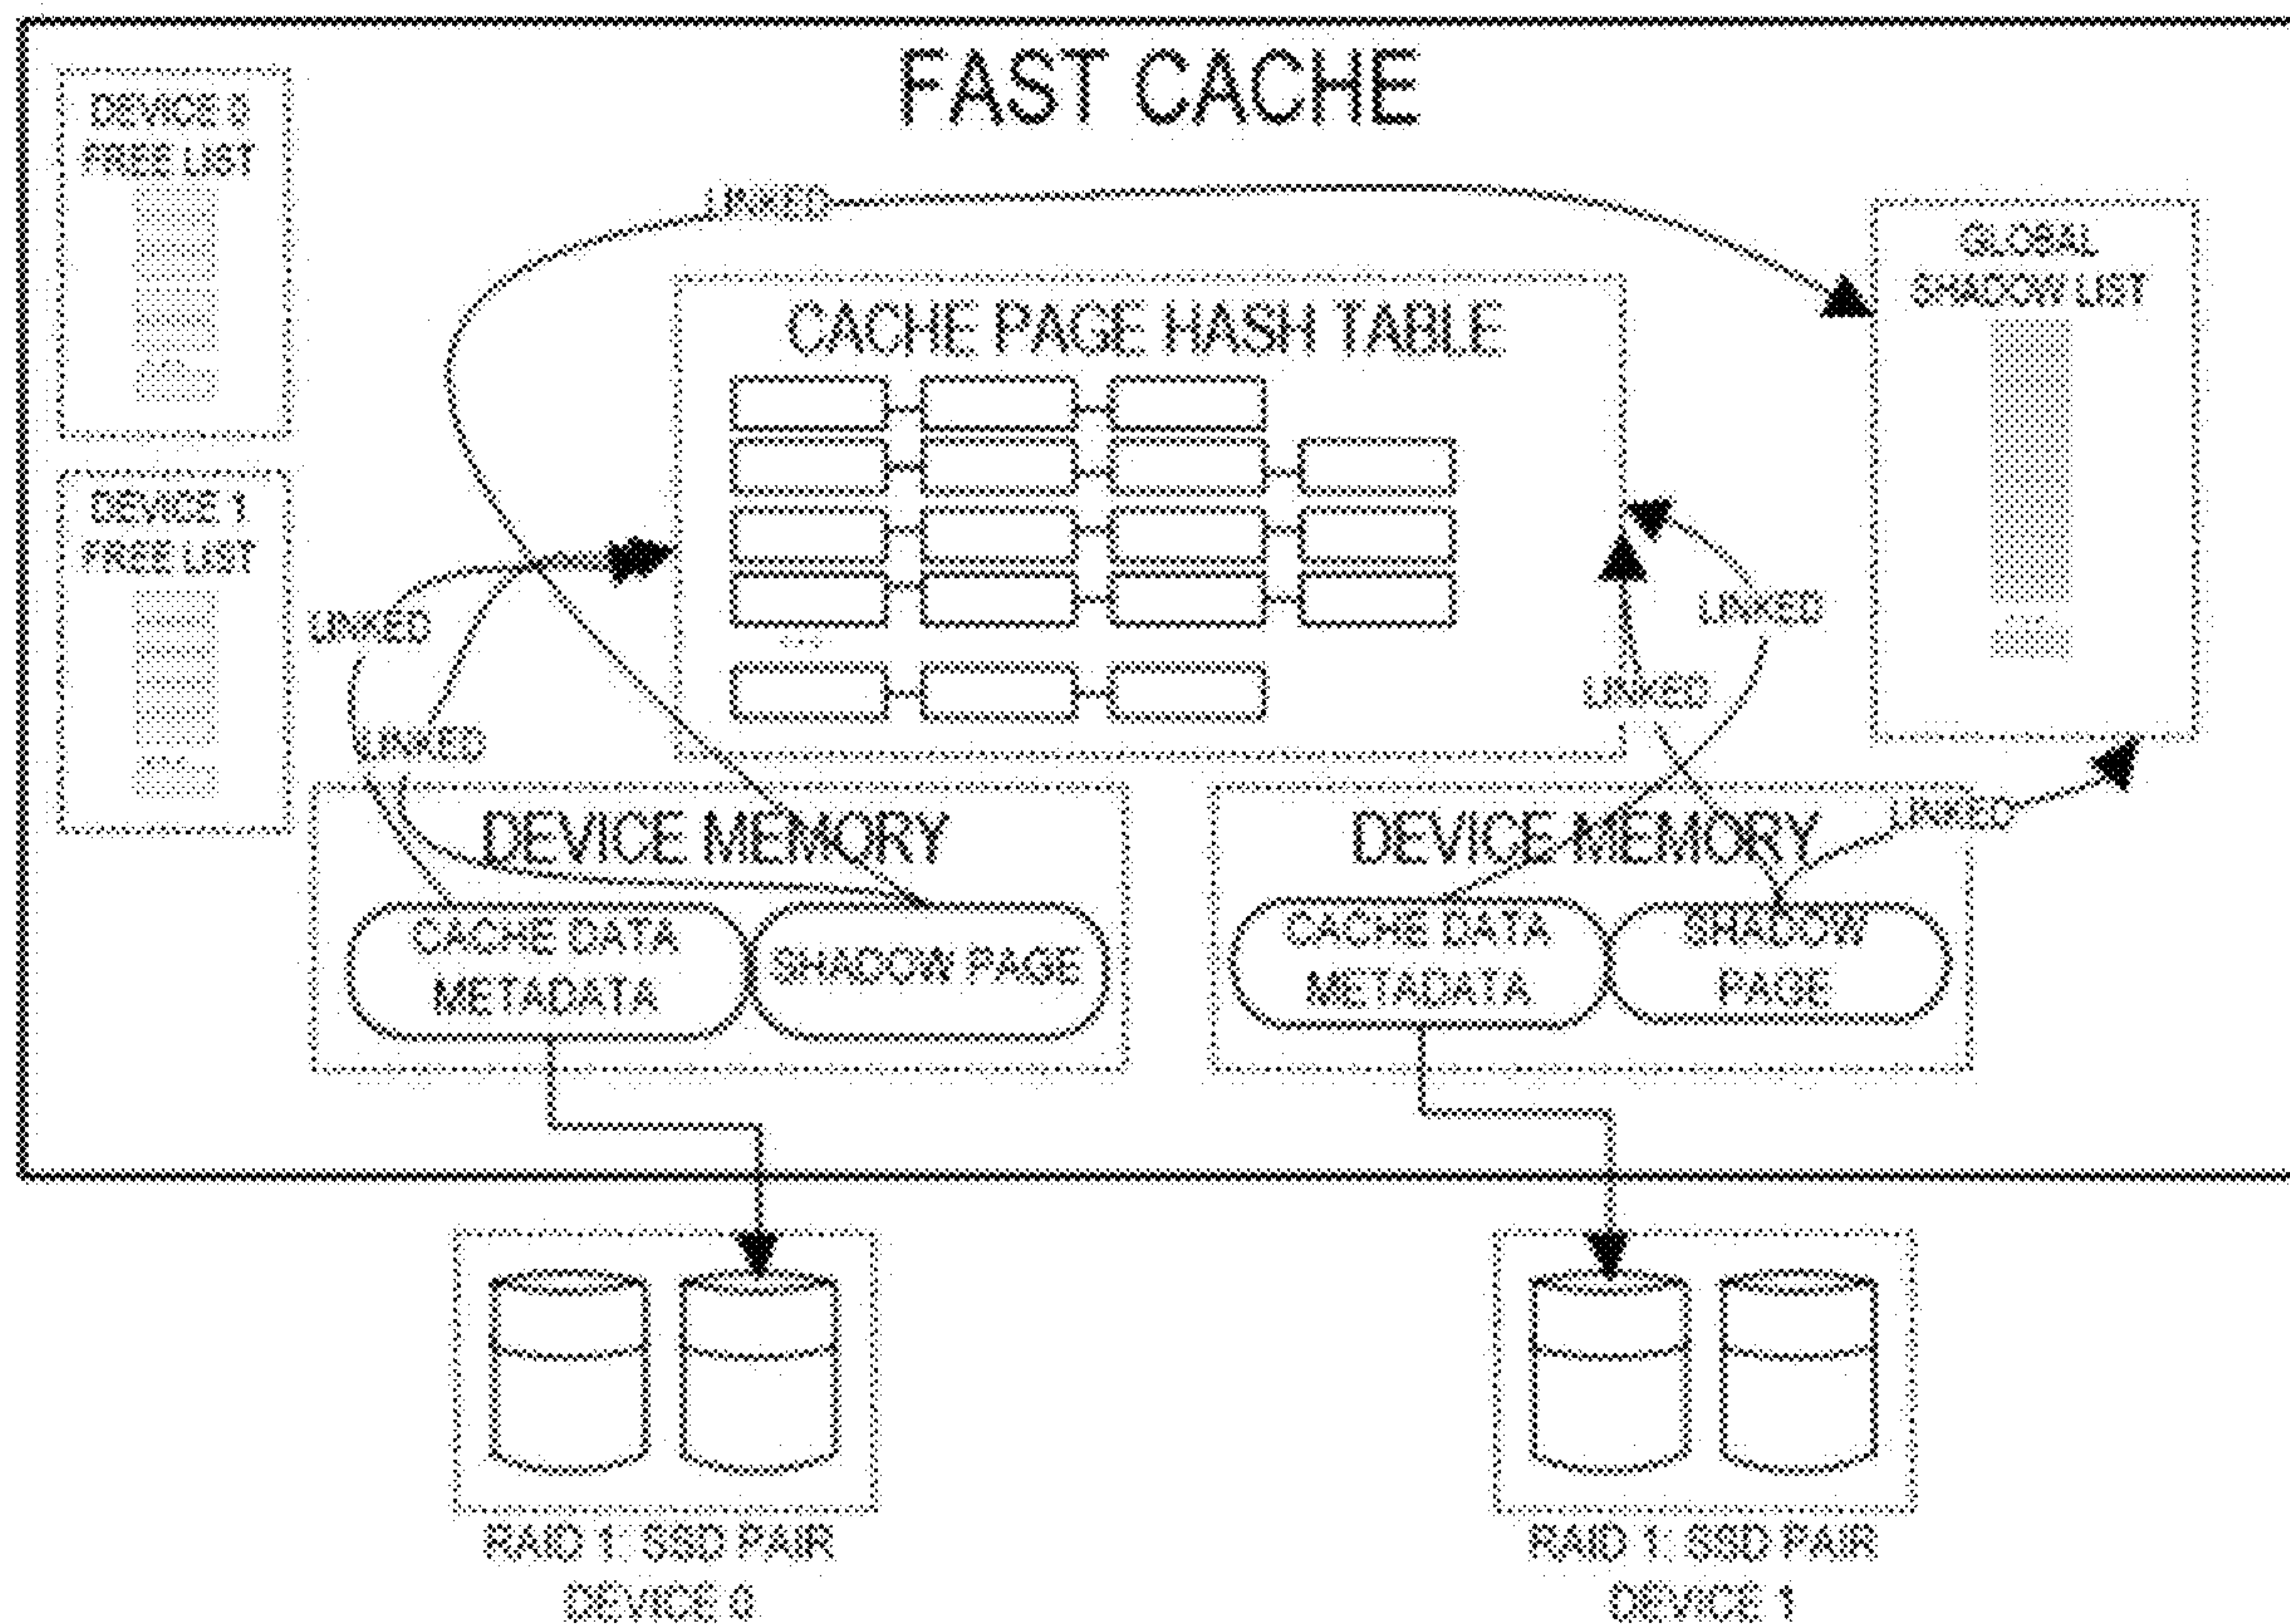 FAST CACHE
DEVICE 0
FREE LIST
LINKED
GLOBAL
SHADOW LIST
CACHE PAGE HASH TABLE
DEVICE 1
FREE LIST
LINKED
LINKED
LINKED
LINKED
...
LINKED
DEVICE MEMORY
DEVICE MEMORY
CACHE DATA
METADATA
SHADOW PAGE
CACHE DATA
METADATA
SHADOW
PAGE
RAID 1: SSD PAIR
DEVICE 0
RAID 1: SSD PAIR
DEVICE 1